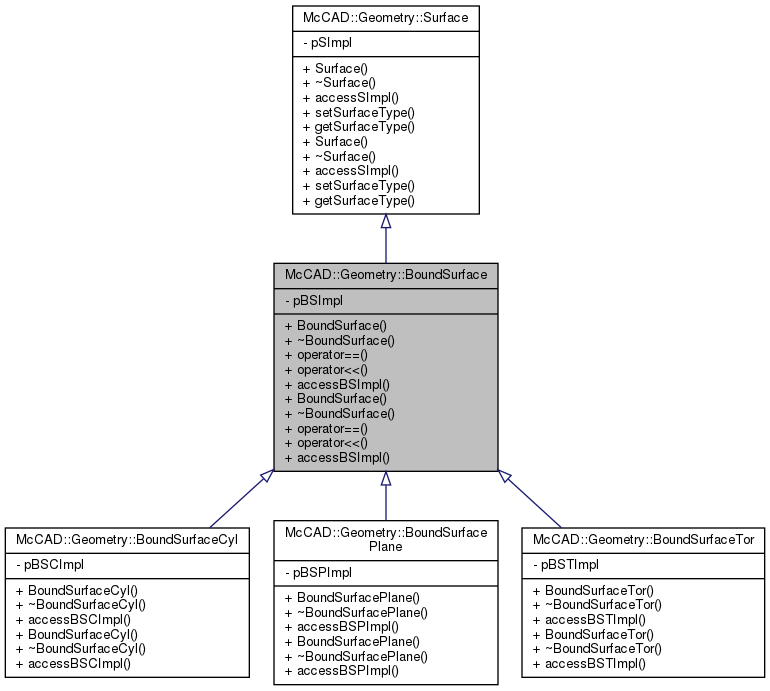 McCAD::Geometry::Surface
- pSImpl
+ Surface()
+ ~Surface()
+ accessSImpl()
+ setSurfaceType()
+ getSurfaceType()
+ Surface()
+ ~Surface()
+ accessSImpl()
+ setSurfaceType()
+ getSurfaceType()
McCAD::Geometry::BoundSurface
- pBSImpl
+ BoundSurface()
+ ~BoundSurface()
+ operator==()
+ operator<<()
+ accessBSImpl()
+ BoundSurface()
+ ~BoundSurface()
+ operator==()
+ operator<<()
+ accessBSImpl()
McCAD::Geometry::BoundSurfaceCyl
- pBSCImpl
+ BoundSurfaceCyl()
+ ~BoundSurfaceCyl()
+ accessBSCImpl()
+ BoundSurfaceCyl()
+ ~BoundSurfaceCyl()
+ accessBSCImpl()
McCAD::Geometry::BoundSurface
Plane
- pBSPImpl
+ BoundSurfacePlane()
+ ~BoundSurfacePlane()
+ accessBSPImpl()
+ BoundSurfacePlane()
+ ~BoundSurfacePlane()
+ accessBSPImpl()
McCAD::Geometry::BoundSurfaceTor
- pBSTImpl
+ BoundSurfaceTor()
+ ~BoundSurfaceTor()
+ accessBSTImpl()
+ BoundSurfaceTor()
+ ~BoundSurfaceTor()
+ accessBSTImpl()